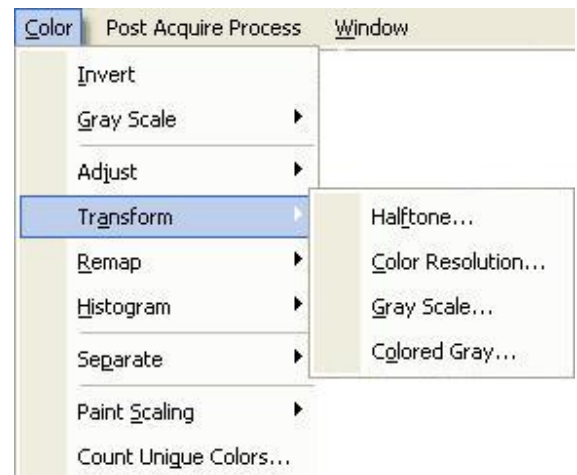 Color Post Acquire Process Window
Invert
Gray Scale
Adjust
Transform
Halftone...
Remap
Color Resolution...
Histogram
Gray Scale...
Separate
Colored Gray...
Paint Scaling
Count Unique Colors...